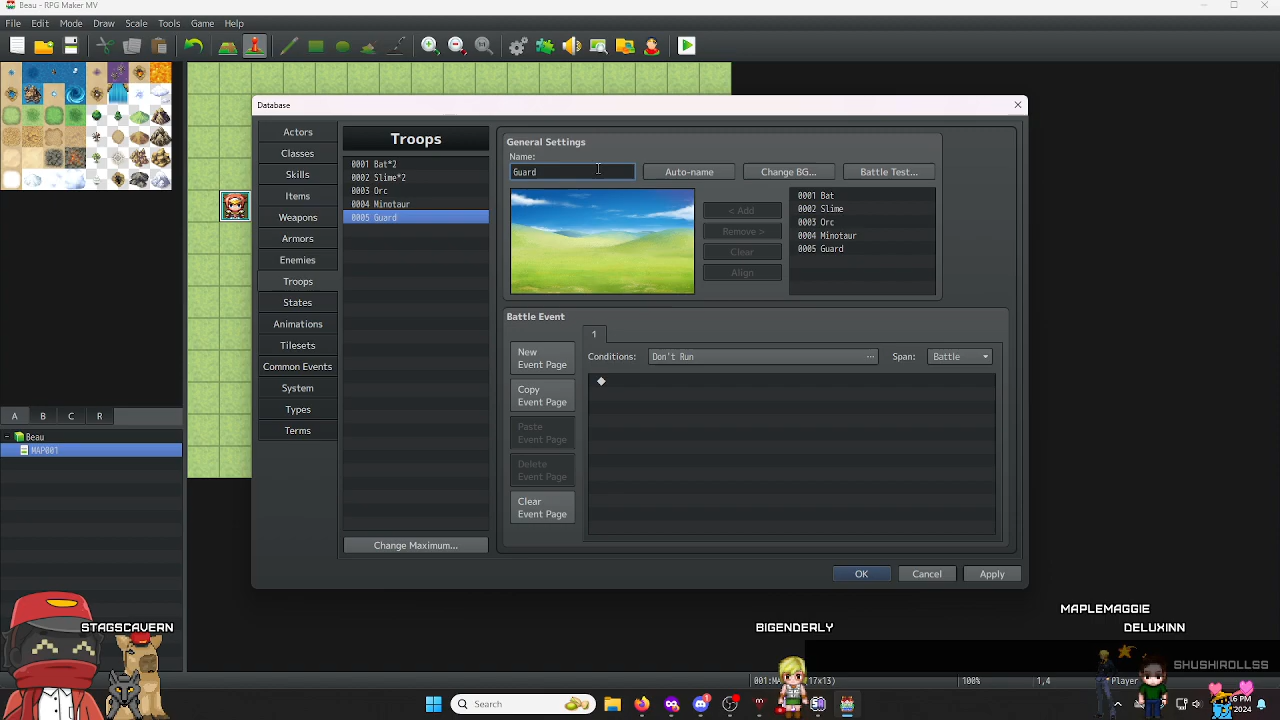 Beau - RPG Maker MV
File Edit Mode Draw Scale Tools Game Help
Database
Actors
Classes
Skills
Items
Weapons
Armors
Enemies
Troops
States
Animations
Tilesets
Common Events
System
Types
Terms
Troops
0001 Bat*2
0002 Slime*2
0003 Orc
0004 Minotaur
0005 Guard
Change Maximum...
General Settings
Name:
Guard
Auto-name
Change BG...
Battle Test...
< Add
Remove >
Clear
Align
0001 Bat
0002 Slime
0003 Orc
0004 Minotaur
0005 Guard
Battle Event
1
New
Event Page
Copy
Event Page
Paste
Event Page
Delete
Event Page
Clear
Event Page
Conditions: Don't Run ... Span: Battle
OK Cancel Apply
A B C R
Beau
MAP001
STAGSCAVERN
BIGENDERLY
MAPLEMAGGIE
DELUXINN
SHUSHIROLLSS
100% 1,4 Player
Search